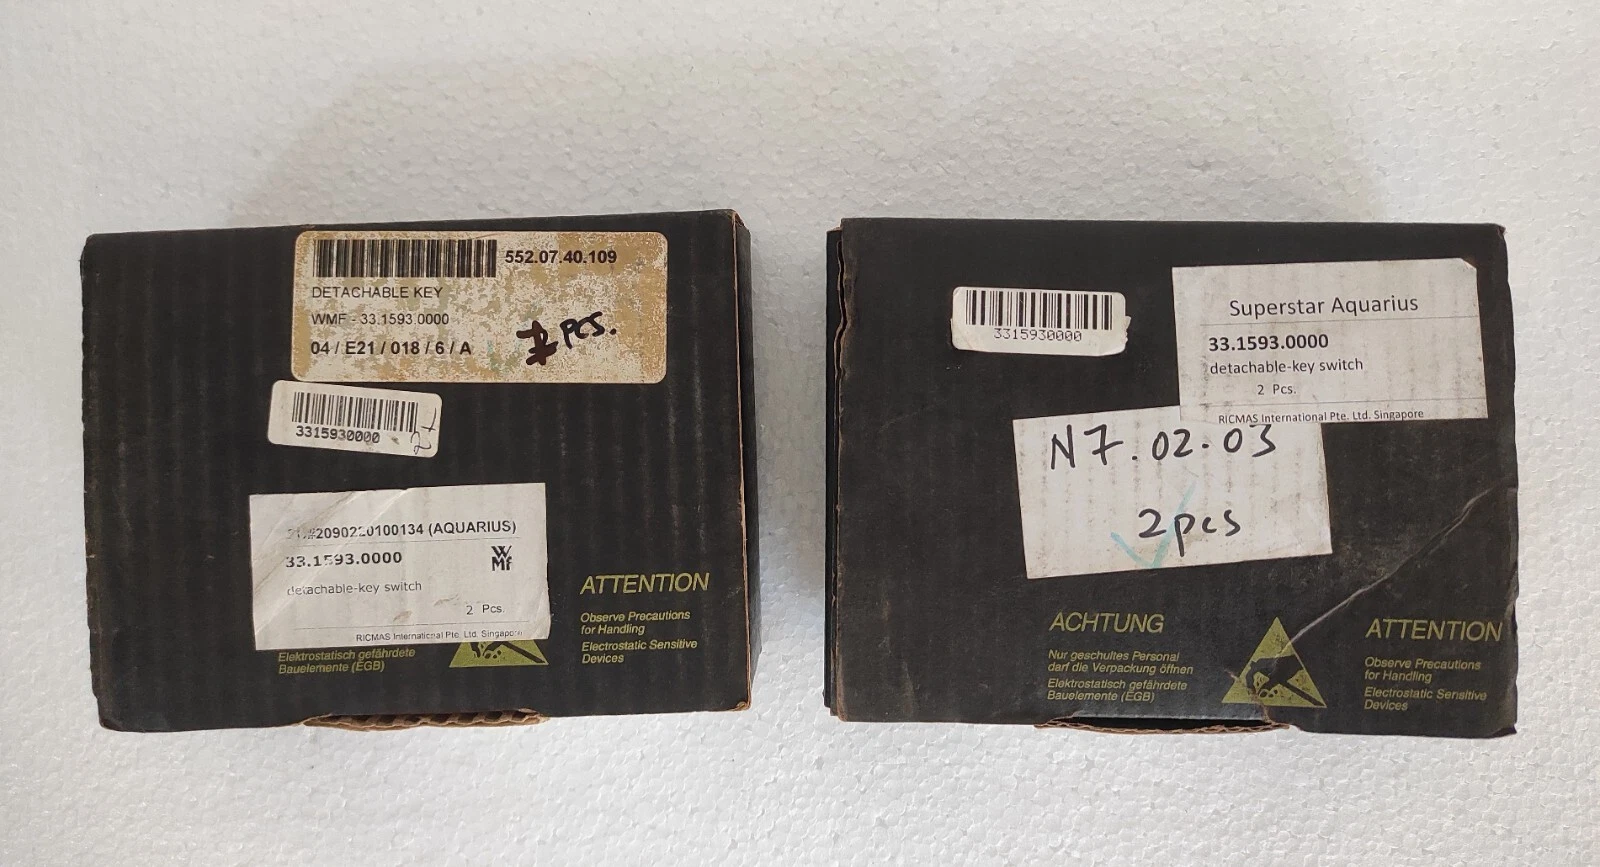 552.07.40.109
DETACHABLE KEY
WMF - 33.1593.0000
04 / E21 / 018 / 6 / A
PCS.
3315930000
(AQUARIUS)
33.1593.0000
WMF
detachable-key switch
2 Pcs.
RICMAS International Pte. Ltd. Singapore
ATTENTION
Observe Precautions
for Handling
Electrostatic Sensitive
Devices
Elektrostatisch gefährdete
Bauelemente (EGB)
3315930000
Superstar Aquarius
33.1593.0000
detachable-key switch
2 Pcs.
RICMAS International Pte. Ltd. Singapore
N7.02.03
2pcs
ACHTUNG
Nur geschultes Personal
darf die Verpackung öffnen
Elektrostatisch gefährdete
Bauelemente (EGB)
ATTENTION
Observe Precautions
for Handling
Electrostatic Sensitive
Devices